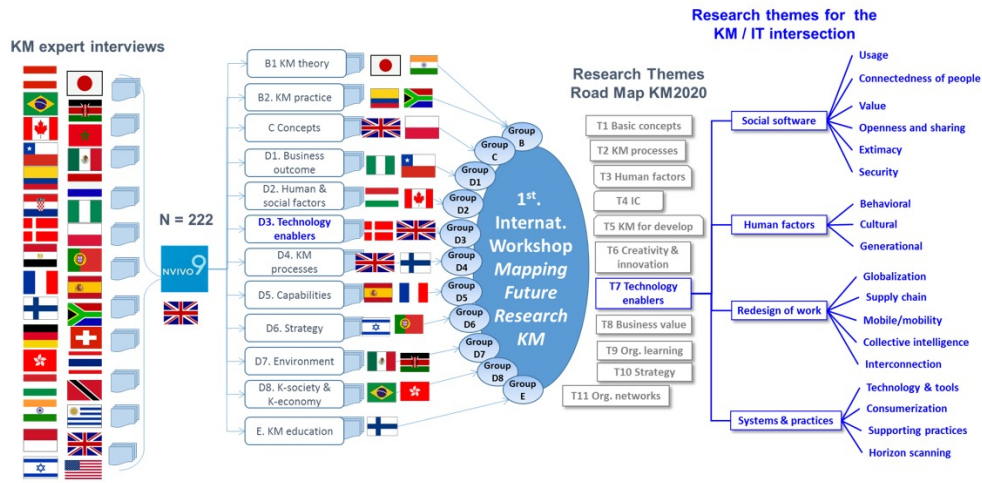 Research themes for the
KM / IT intersection
KM expert interviews
N = 222
NVIVO 9
B1 KM theory
B2. KM practice
C Concepts
D1. Business
outcome
D2. Human &
social factors
D3. Technology
enablers
D4. KM
processes
D5. Capabilities
D6. Strategy
D7. Environment
D8. K-society &
K-economy
E. KM education
Group
B
Group
C
Group
D1
Group
D2
Group
D3
Group
D4
Group
D5
Group
D6
Group
D7
Group
D8
Group
E
1st.
Internat.
Workshop
Mapping
Future
Research
KM
Research Themes
Road Map KM2020
T1 Basic concepts
T2 KM processes
T3 Human factors
T4 IC
T5 KM for develop
T6 Creativity &
innovation
T7 Technology
enablers
T8 Business value
T9 Org. learning
T10 Strategy
T11 Org. networks
Social software
Usage
Connectedness of people
Value
Openness and sharing
Extimacy
Security
Human factors
Behavioral
Cultural
Generational
Redesign of work
Globalization
Supply chain
Mobile/mobility
Collective intelligence
Interconnection
Systems & practices
Technology & tools
Consumerization
Supporting practices
Horizon scanning